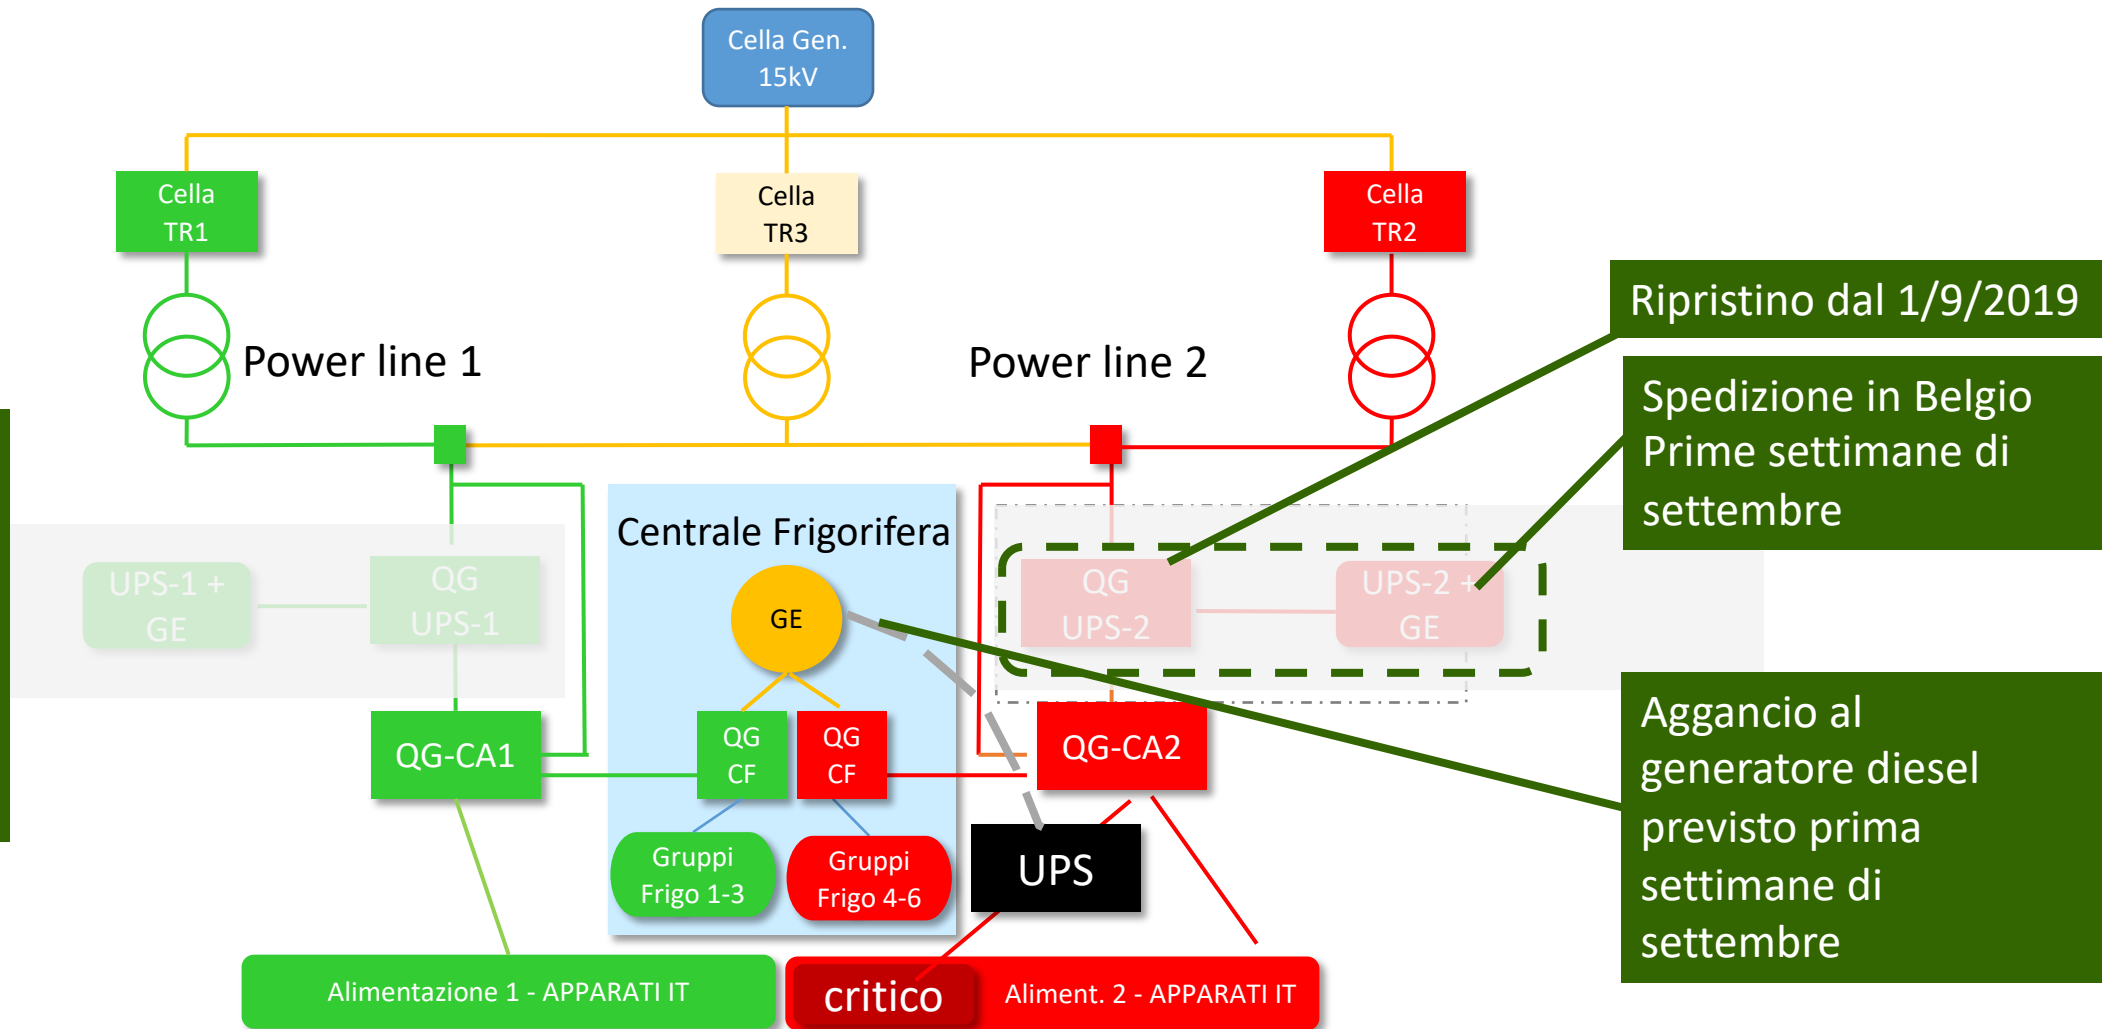 Cella Gen.
15kV
Cella
TR1
Cella
TR3
Cella
TR2
Ripristino dal 1/9/2019
Power line 1
Power line 2
Spedizione in Belgio
Prime settimane di
settembre
Centrale Frigorifera
UPS-1 +
GE
QG
UPS-1
GE
QG
UPS-2
UPS-2 +
GE
QG-CA1
QG
CF
QG
CF
QG-CA2
Aggancio al
generatore diesel
previsto prima
settimane di
settembre
Gruppi
Frigo 1-3
Gruppi
Frigo 4-6
UPS
Alimentazione 1 - APPARATI IT
critico
Aliment. 2 - APPARATI IT